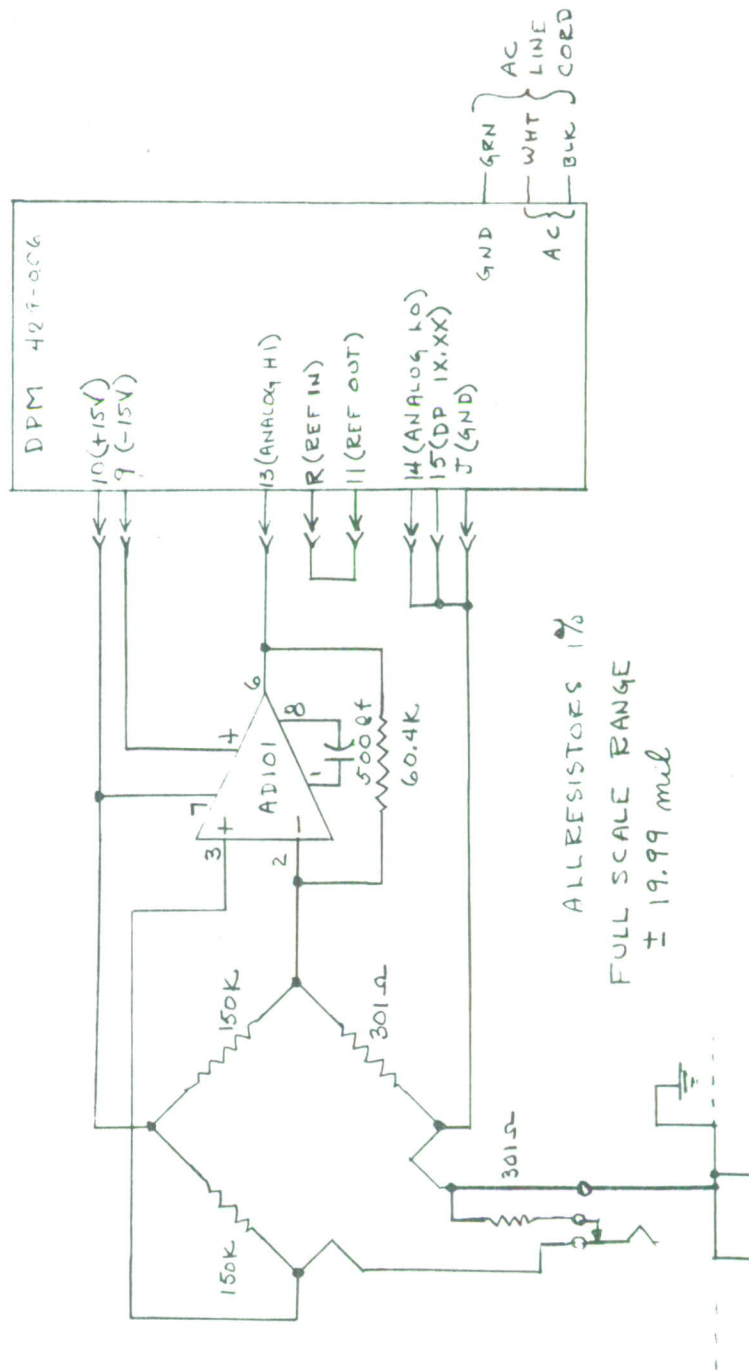 DPM
10(+15V)
9(-15V)
13(ANALOG HI)
R(REF IN)
11(REF OUT)
14(ANALOG LO)
15(DP 1X.XX)
J(GND)
GND
AC
GRN
WHT
BLK
AC
LINE
CORD
3
+
7
4
2
-
AD101
6
1
8
60.4K
150K
150K
301Ω
301Ω
ALL RESISTORS 1%
FULL SCALE RANGE
± 19.99 mil